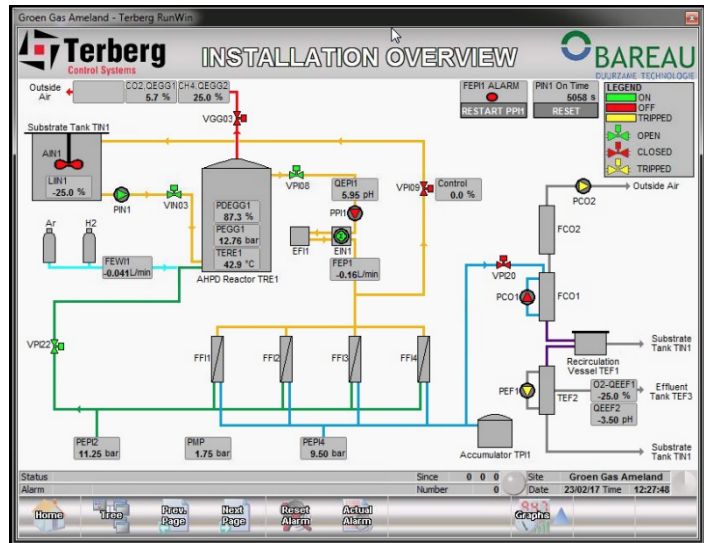 Groen Gas Ameland - Terberg RunWin
Terberg
Control Systems
INSTALLATION OVERVIEW
BAREAU
DUURZAME TECHNOLOGIE
Outside Air
CO2,QEGG1 CH4,QEGG2
5.7 % 25.0 %
VGG03
FEPI1 ALARM
RESTART PPI1
PIN1 On Time
5058 s
RESET
LEGEND
ON
OFF
TRIPPED
OPEN
CLOSED
TRIPPED
Substrate Tank TIN1
AIN1
LIIN1
-25.0 %
PIN1
VIN03
PDEGG1
87.3 %
PEGG1
12.76 bar
TERE1
42.9 °C
AHPD Reactor TRE1
VPI08
QEPI1
5.95 pH
PPI1
EFI1
EIN1
FEP1
-0.16L/min
VPI09
Control
0.0 %
PCO2
Outside Air
FCO2
VPI20
PCO1
FCO1
Ar
H2
FEWI1
-0.041L/min
VPI22
FFI1
FFI2
FFI3
FFI4
Recirculation
Vessel TEF1
Substrate
Tank TIN1
PEF1
TEF2
O2-QEEF1
-25.0 %
QEEF2
-3.50 pH
Effluent
Tank TEF3
Substrate
Tank TIN1
PEPI2
11.25 bar
PMP
1.75 bar
PEPI4
9.50 bar
Accumulator TPI1
Status
Since 0 0 0
Site Groen Gas Ameland
Alarm
Number 0
Date 23/02/17 Time 12:27:48
Home
Tree
Prev. Page
Next Page
Reset Alarm
Actual Alarm
Graphs